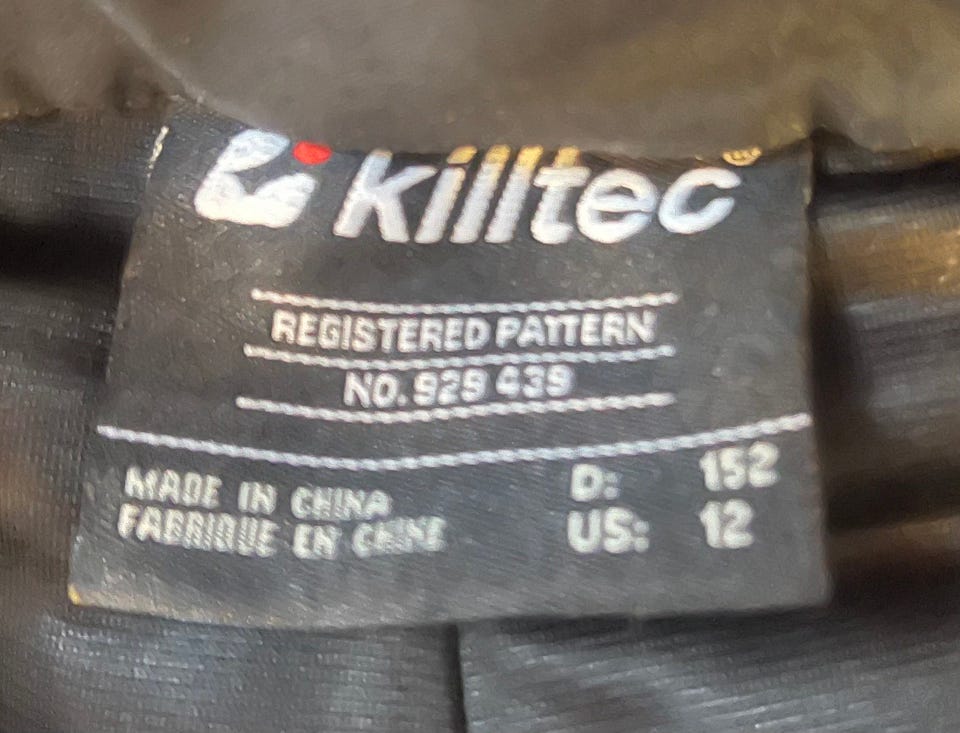 killtec®
REGISTERED PATTERN
NO. 929 439
MADE IN CHINA
FABRIQUE EN CHINE
D: 152
US: 12